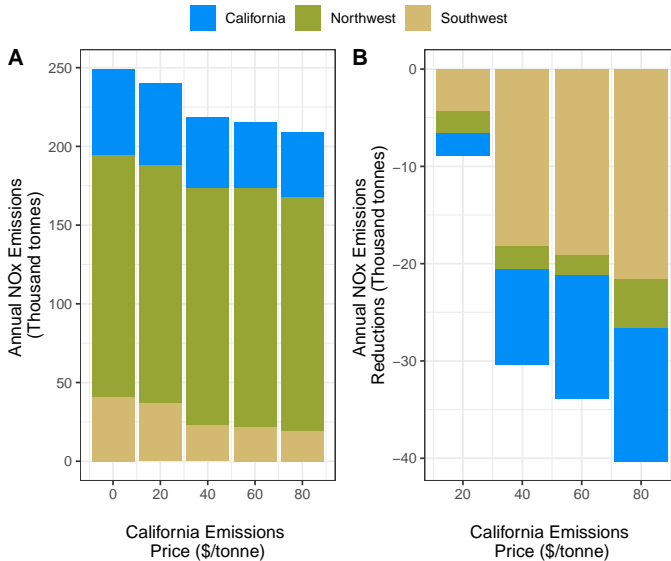 California Northwest Southwest
A
Annual NOx Emissions
(Thousand tonnes)
250
200
150
100
50
0
0 20 40 60 80
California Emissions
Price ($/tonne)
B
Annual NOx Emissions
Reductions (Thousand tonnes)
0
−10
−20
−30
−40
20 40 60 80
California Emissions
Price ($/tonne)